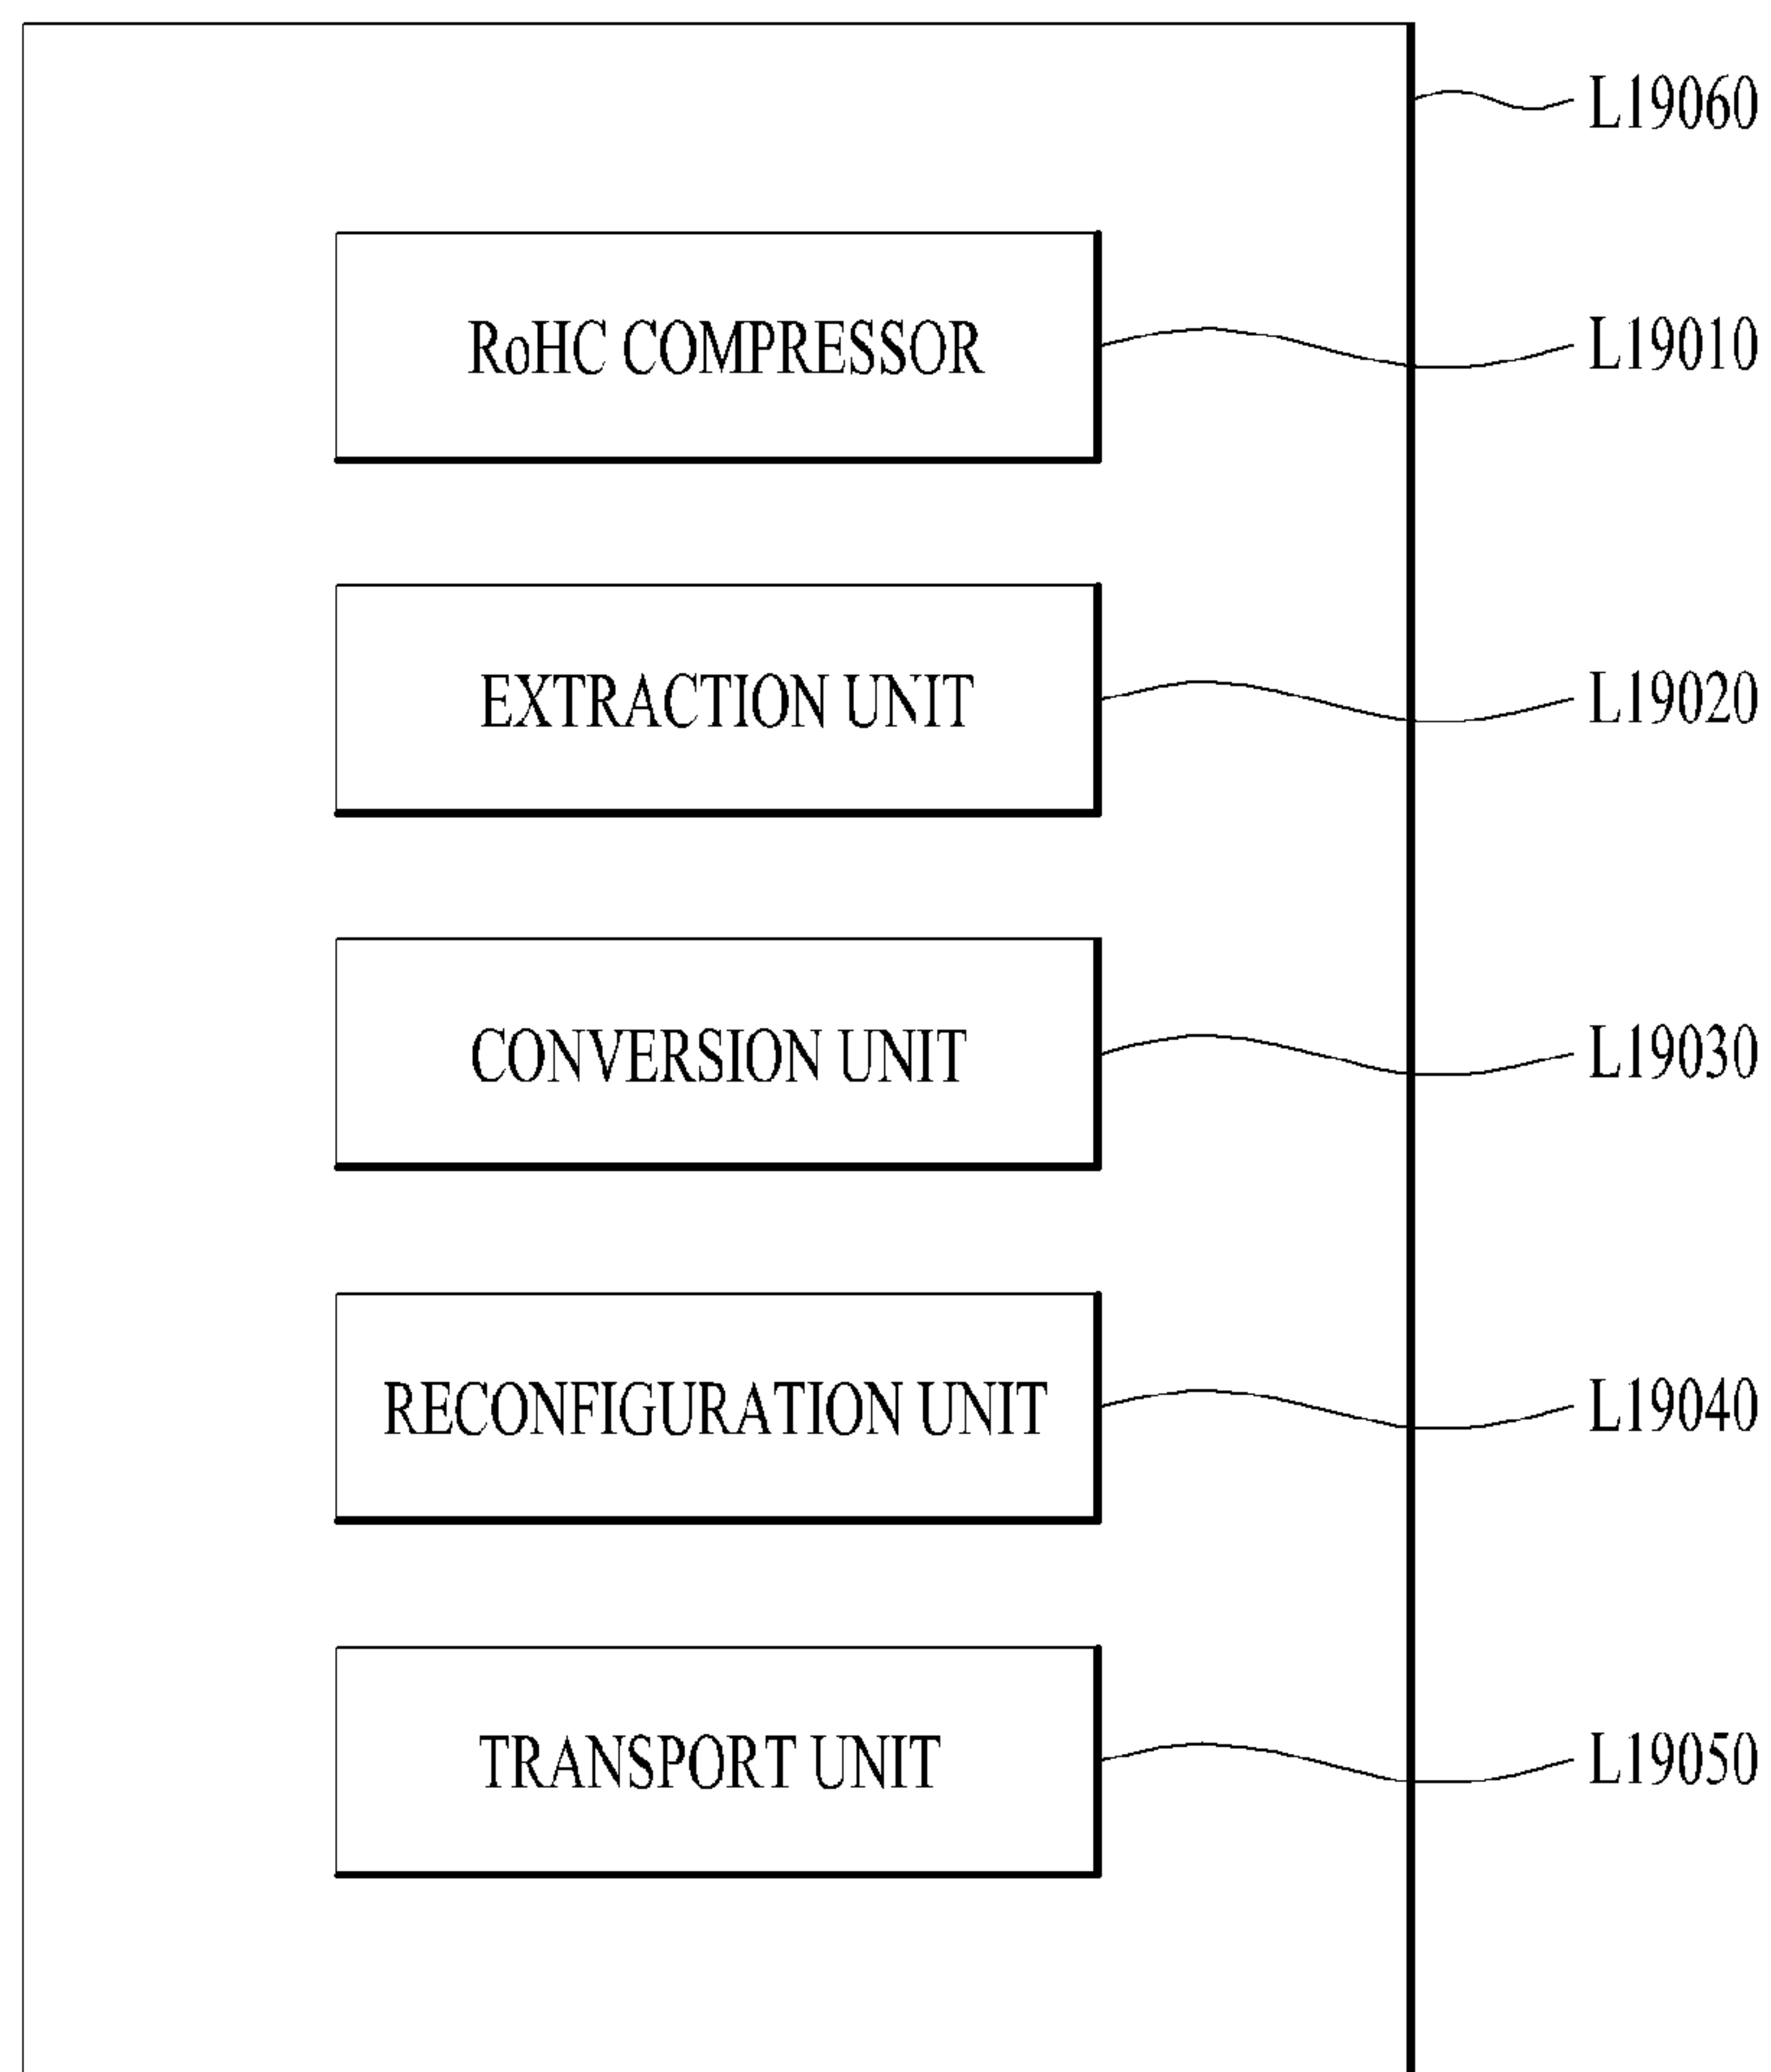 L19060
RoHC COMPRESSOR L19010
EXTRACTION UNIT L19020
CONVERSION UNIT L19030
RECONFIGURATION UNIT L19040
TRANSPORT UNIT L19050